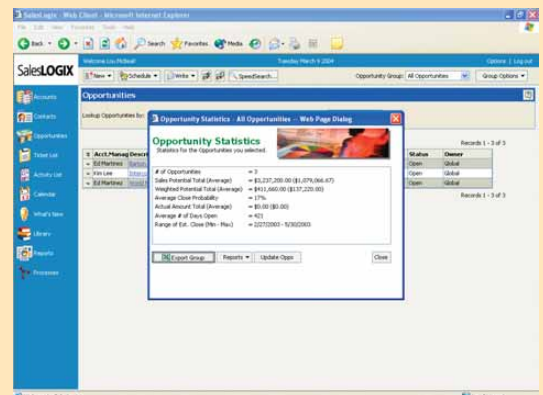 SalesLogix - Web Client - Microsoft Internet Explorer
File Edit View Favorites Tools Help
Back Search Favorites Media
Welcome Lou McNeal! Tuesday March 9 2004 Options | Log out
SalesLOGIX
New Schedule Write SpeedSearch... Opportunity Group: All Opportunities Group Options
Accounts
Opportunities
Contacts
Lookup Opportunities by:
Opportunities
Ticket List
Activity List
Calendar
What's New
Library
Reports
Processes
Records 1 - 3 of 3
Acct.Manag Descri Status Owner
Ed Martinez Open Global
Kin Lee Open Global
Ed Martinez Open Global
Records 1 - 3 of 3
Opportunity Statistics - All Opportunities -- Web Page Dialog
Opportunity Statistics
Statistics for the Opportunities you selected.
# of Opportunities = 3
Sales Potential Total (Average) = $3,237,200.00 ($1,079,066.67)
Weighted Potential Total (Average) = $411,660.00 ($137,220.00)
Average Close Probability = 17%
Actual Amount Total (Average) = $0.00 ($0.00)
Average # of Days Open = 421
Range of Est. Close (Min - Max) = 2/27/2003 - 5/30/2003
Export Group Reports Update Opps Close